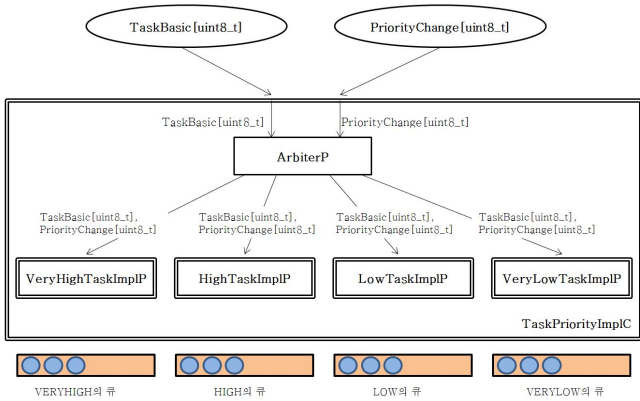 TaskBasic[uint8_t]
PriorityChange[uint8_t]
TaskBasic[uint8_t]
PriorityChange[uint8_t]
ArbiterP
TaskBasic[uint8_t],
PriorityChange[uint8_t]
TaskBasic[uint8_t],
PriorityChange[uint8_t]
TaskBasic[uint8_t],
PriorityChange[uint8_t]
TaskBasic[uint8_t],
PriorityChange[uint8_t]
VeryHighTaskImplP
HighTaskImplP
LowTaskImplP
VeryLowTaskImplP
TaskPriorityImplC
VERYHIGH의 큐
HIGH의 큐
LOW의 큐
VERYLOW의 큐